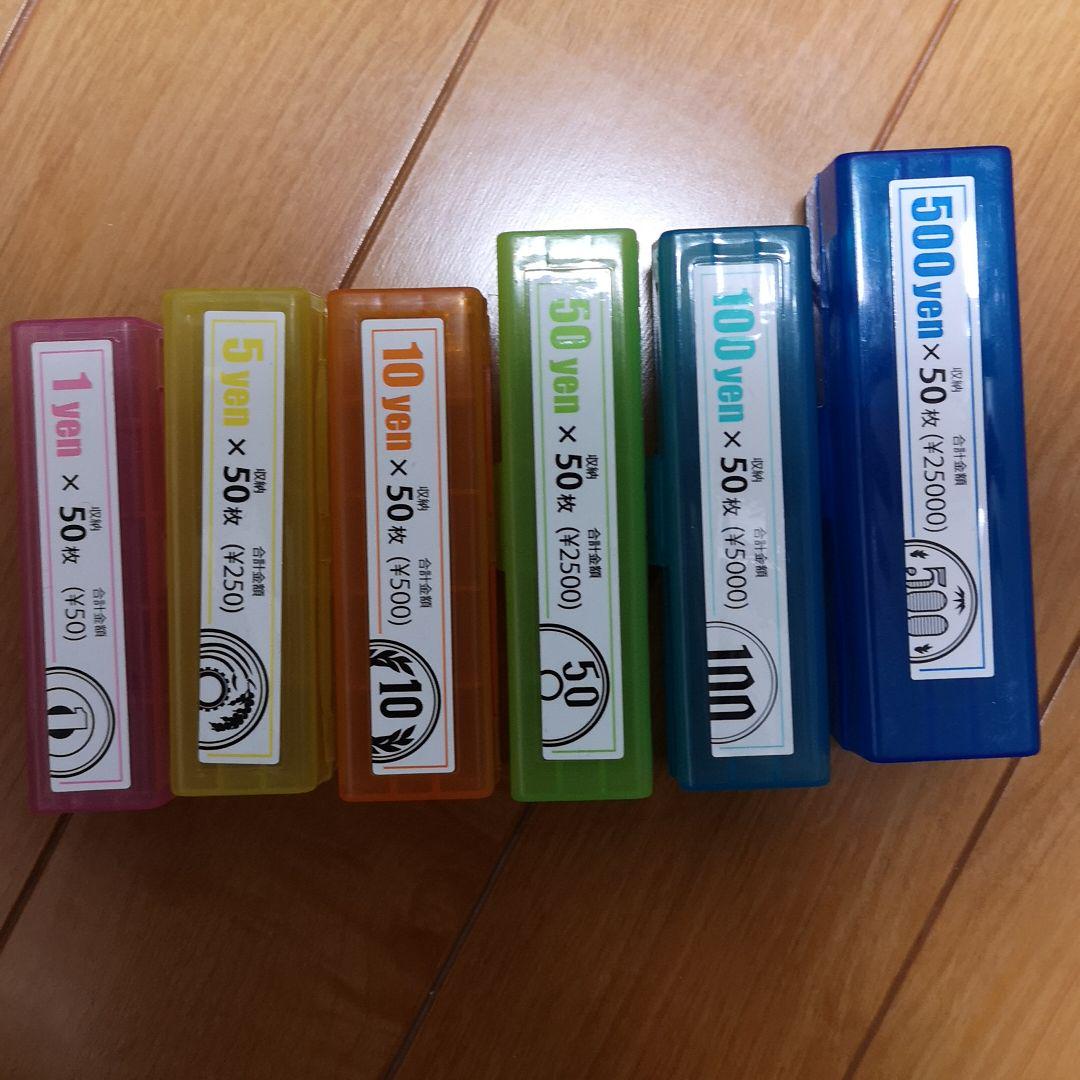 1 yen × 収納 50枚 合計金額 (¥50)
1
5 yen × 収納 50枚 合計金額 (¥250)
10 yen × 収納 50枚 合計金額 (¥500)
10
50 yen × 収納 50枚 合計金額 (¥2500)
50
100 yen × 収納 50枚 合計金額 (¥5000)
100
500 yen × 収納 50枚 合計金額 (¥25000)
500